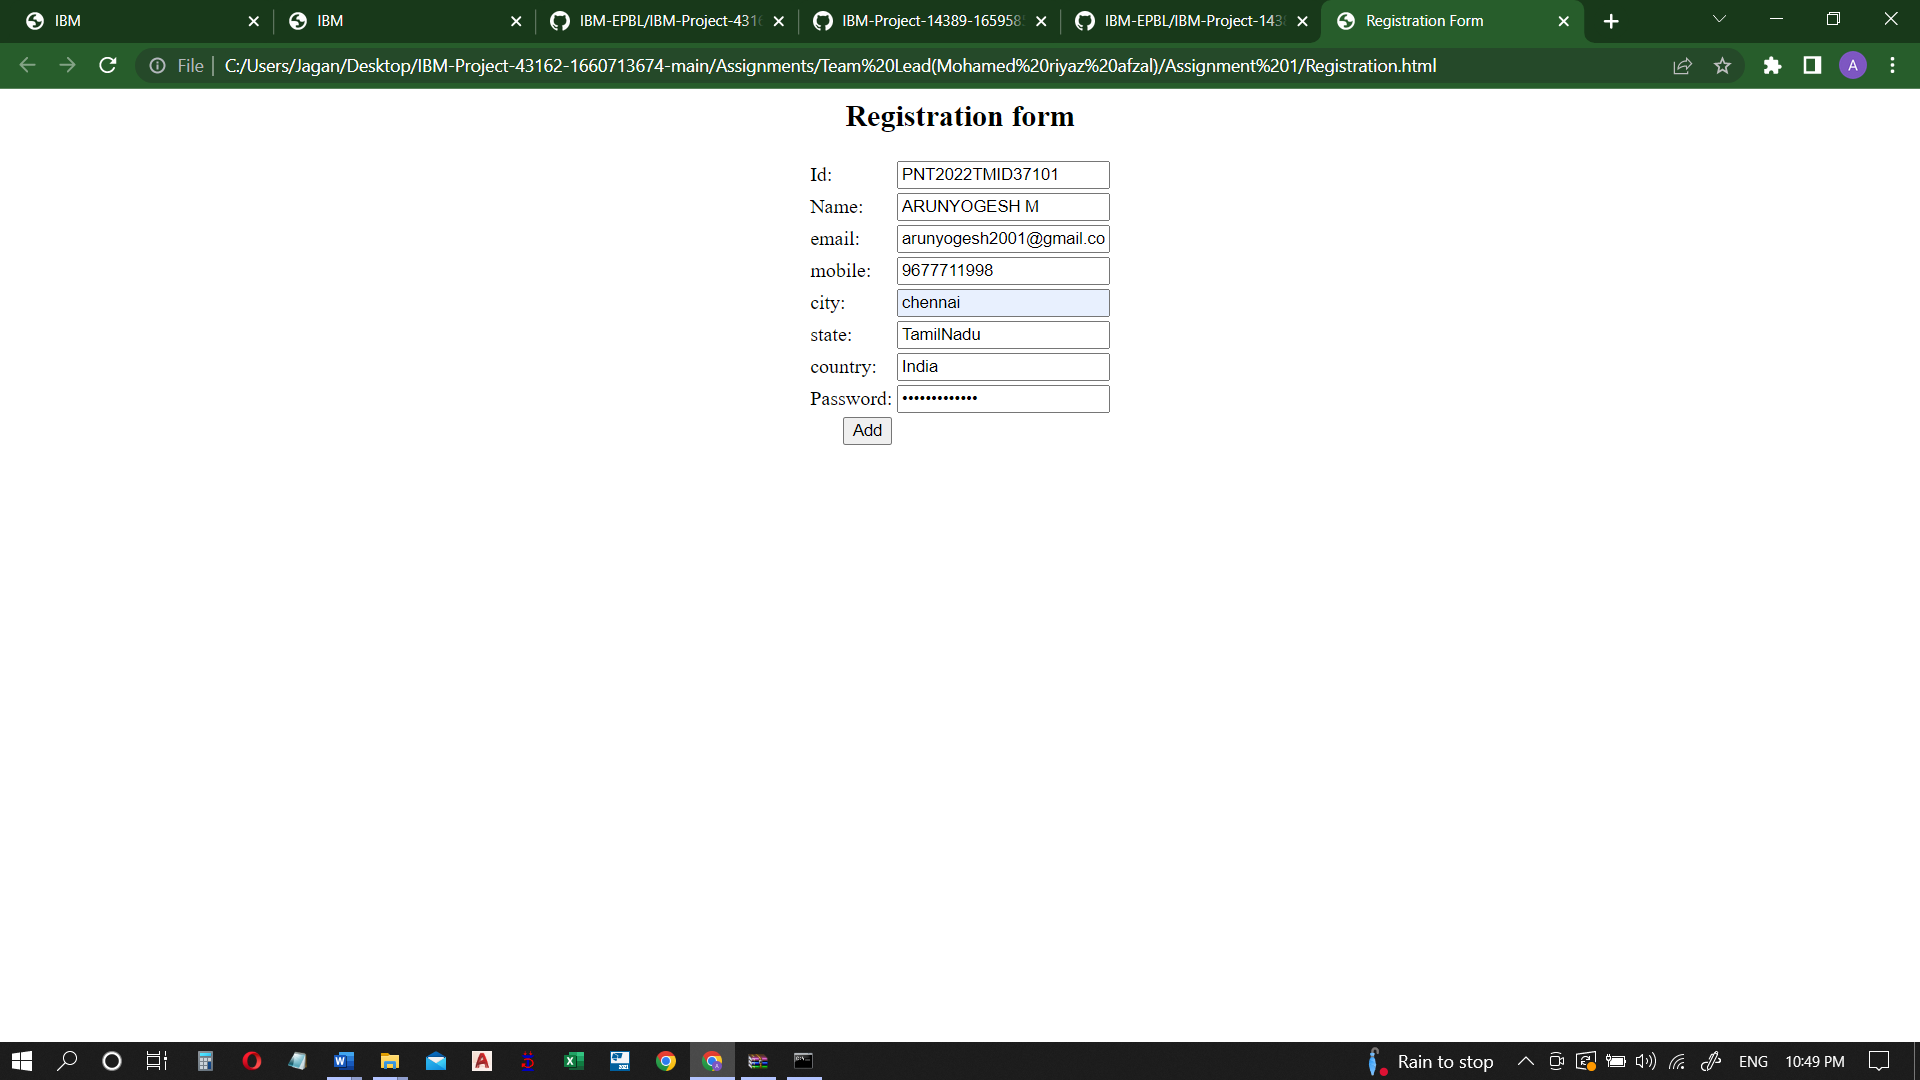 IBM
IBM
IBM-EPBL/IBM-Project-4316
IBM-Project-14389-165958
IBM-EPBL/IBM-Project-143
Registration Form
File
C:/Users/Jagan/Desktop/IBM-Project-43162-1660713674-main/Assignments/Team%20Lead(Mohamed%20riyaz%20afzal)/Assignment%201/Registration.html
A
Registration form
Id: PNT2022TMID37101
Name: ARUNYOGESH M
email: arunyogesh2001@gmail.co
mobile: 9677711998
city: chennai
state: TamilNadu
country: India
Password: •••••••••••••
Add
Rain to stop
ENG
10:49 PM